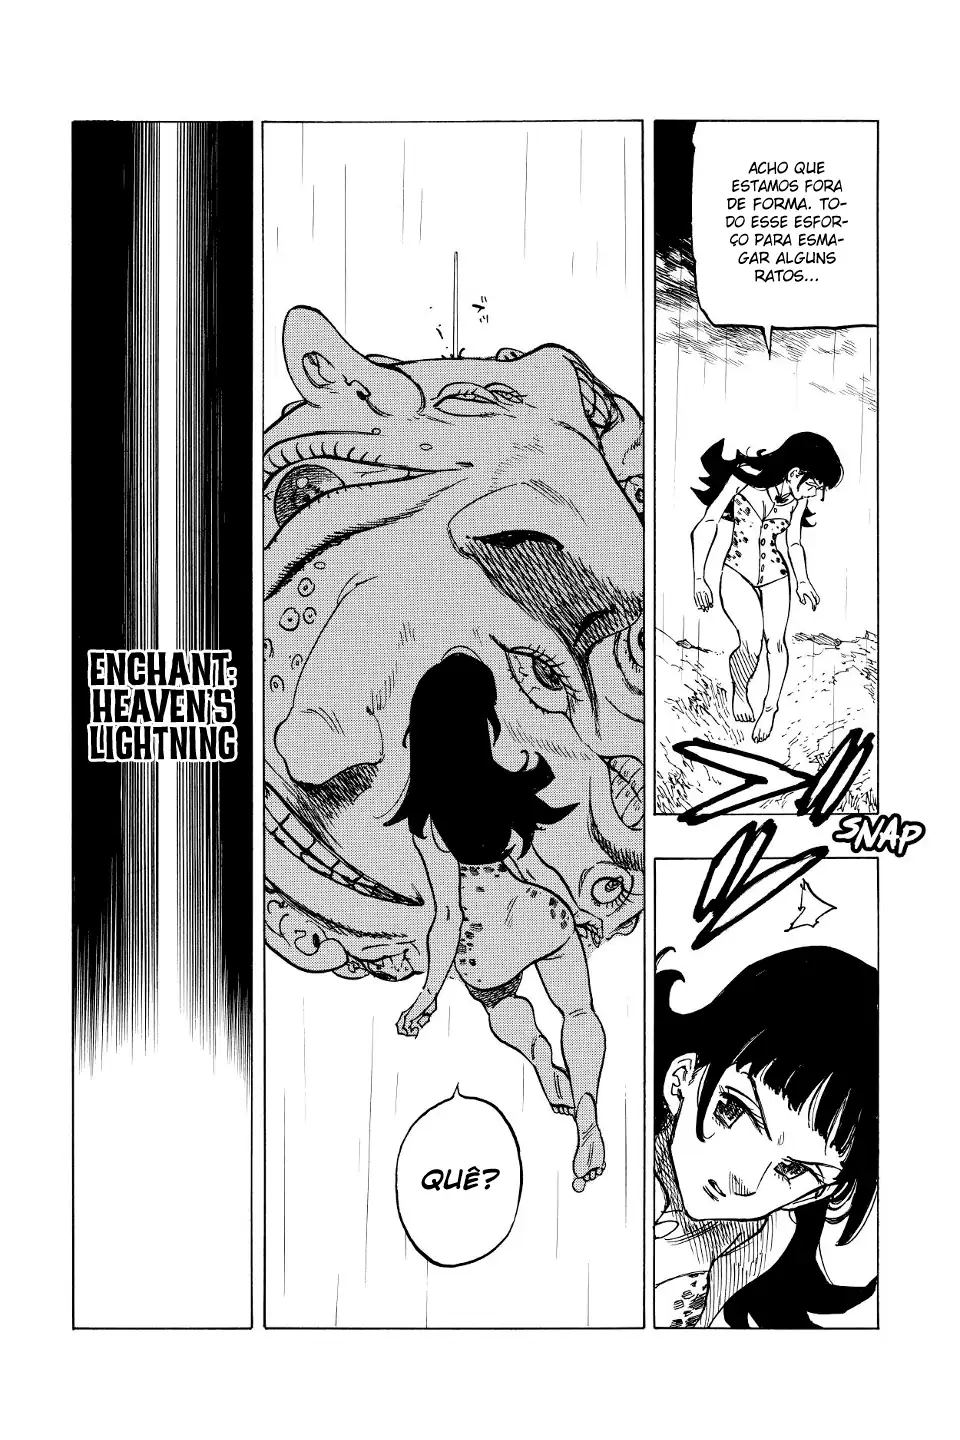 ACHO QUE
ESTAMOS FORA
DE FORMA. TO-
DO ESSE ESFOR-
ÇO PARA ESMA-
GAR ALGUNS
RATOS...
SNAP
QUÊ?
ENCHANT:
HEAVEN'S
LIGHTNING